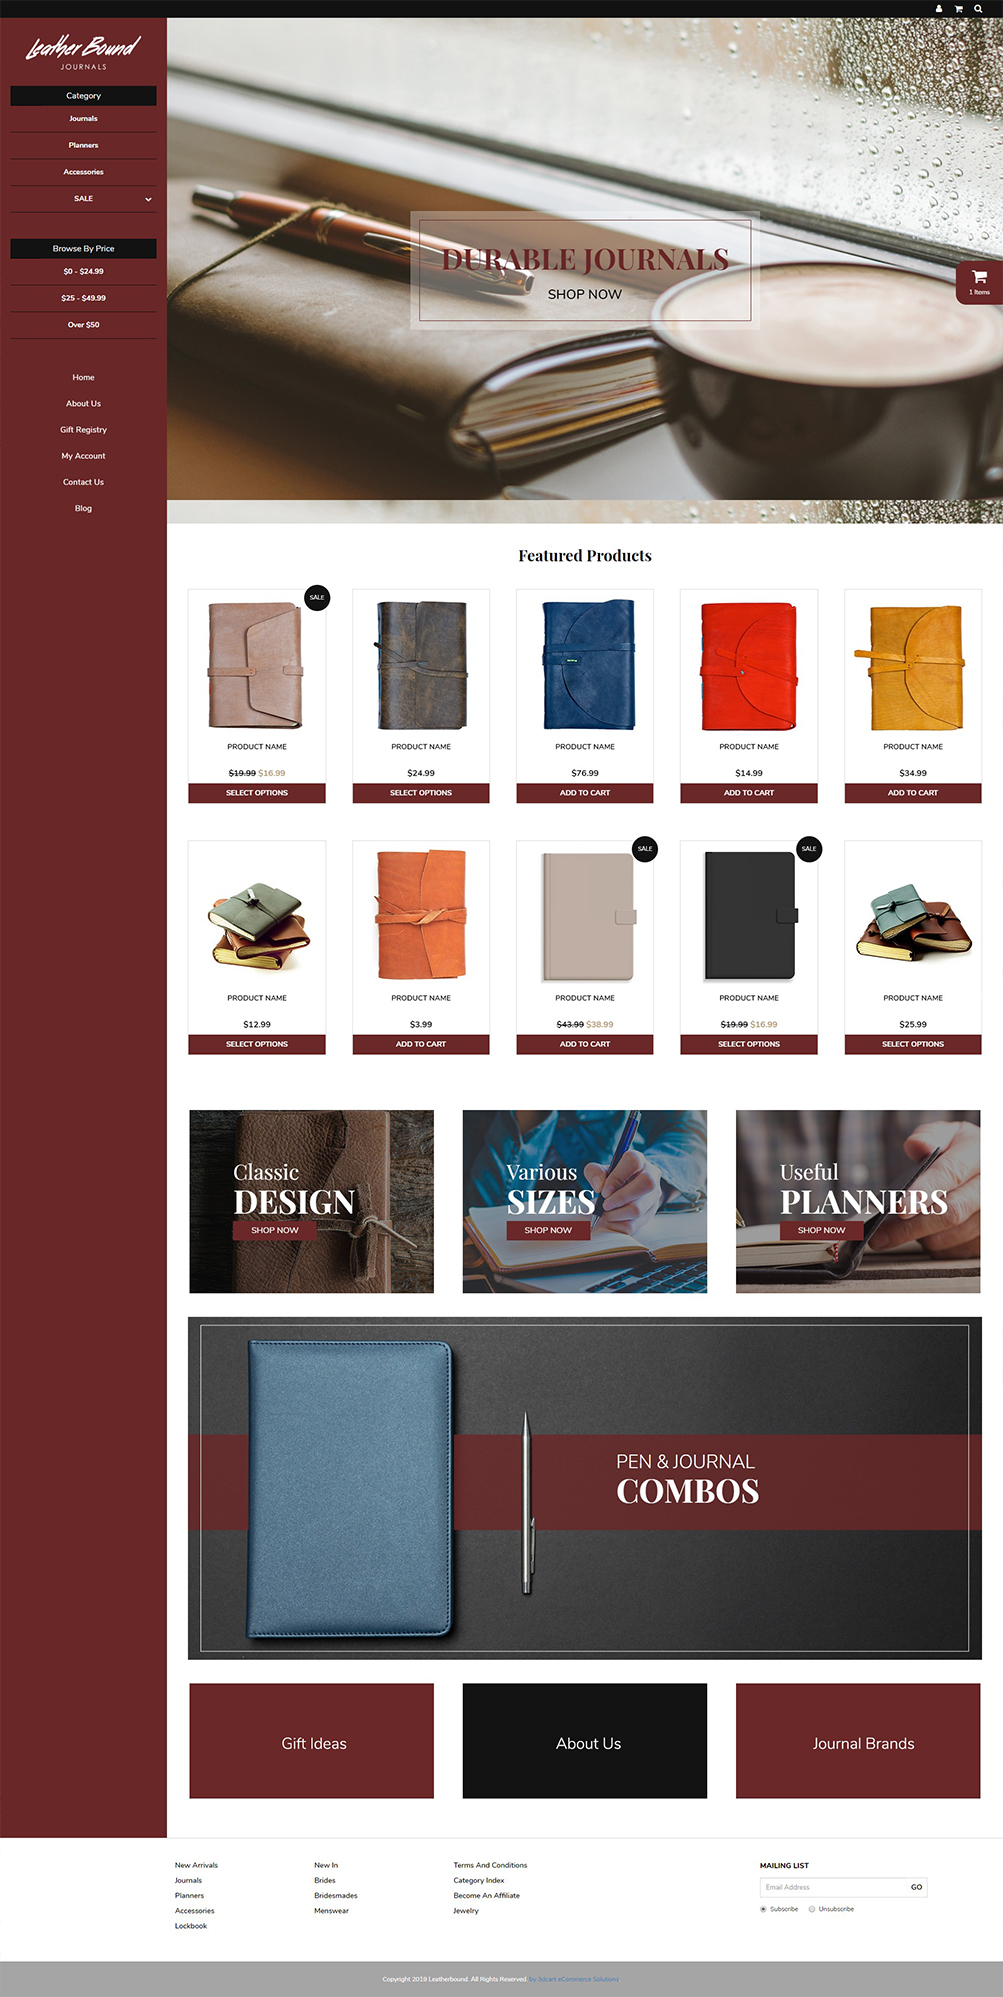 Leather Bound
JOURNALS
Category
Journals
Planners
Accessories
SALE
Browse By Price
$0 - $24.99
$25 - $49.99
Over $50
Home
About Us
Gift Registry
My Account
Contact Us
Blog
DURABLE JOURNALS
SHOP NOW
1 Items
Featured Products
SALE
PRODUCT NAME PRODUCT NAME PRODUCT NAME PRODUCT NAME PRODUCT NAME
$19.99 $16.99 $24.99 $76.99 $14.99 $34.99
SELECT OPTIONS SELECT OPTIONS ADD TO CART ADD TO CART ADD TO CART
SALE SALE
PRODUCT NAME PRODUCT NAME PRODUCT NAME PRODUCT NAME PRODUCT NAME
$12.99 $3.99 $43.99 $38.99 $19.99 $16.99 $25.99
SELECT OPTIONS ADD TO CART ADD TO CART SELECT OPTIONS SELECT OPTIONS
Classic
DESIGN
SHOP NOW
Various
SIZES
SHOP NOW
Useful
PLANNERS
SHOP NOW
PEN & JOURNAL
COMBOS
Gift Ideas
About Us
Journal Brands
New Arrivals
Journals
Planners
Accessories
Lockbook
New In
Brides
Bridesmades
Menswear
Terms And Conditions
Category Index
Become An Affiliate
Jewelry
MAILING LIST
Email Address GO
Subscribe Unsubscribe
Copyright 2019 Leatherbound. All Rights Reserved. by 3dcart eCommerce Solutions.